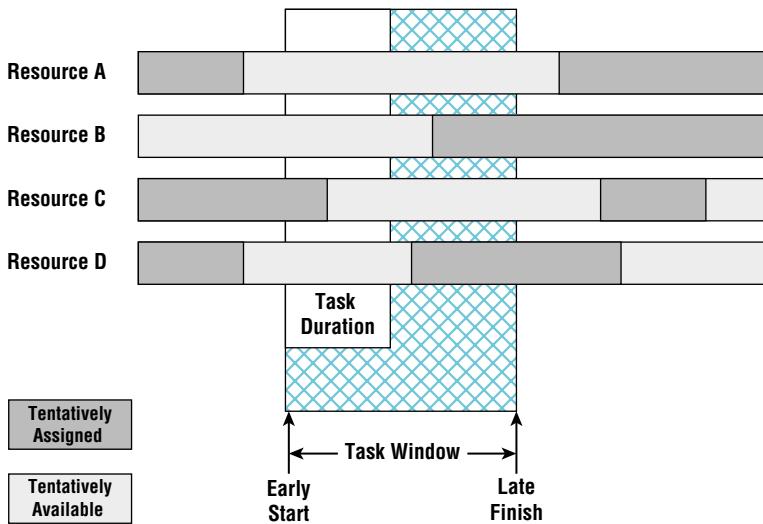 Resource A
Resource B
Resource C
Resource D
Task
Duration
Tentatively
Assigned
Tentatively
Available
Task Window
Early
Start
Late
Finish